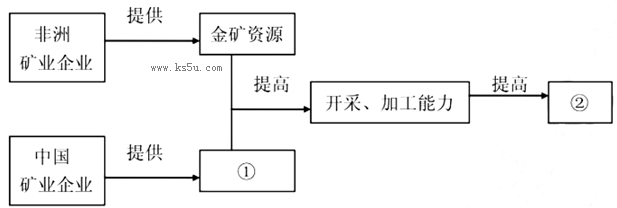 非洲
矿业企业
提供
金矿资源
www.ks5u.com
提高
开采、加工能力
提高
②
中国
矿业企业
提供
①